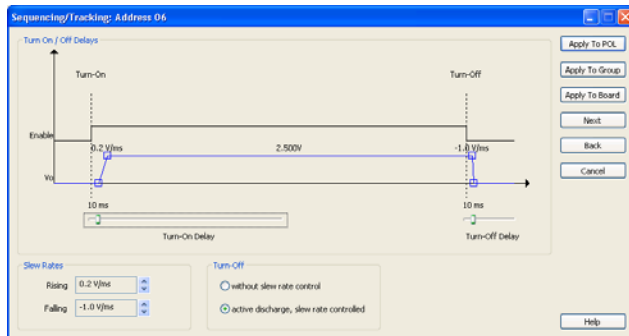 Sequencing/Tracking: Address 06
Turn On / Off Delays
Turn-On
Turn-Off
Enable
0.2 V/ms
2.500V
-1.0 V/ms
Vo
10 ms
10 ms
Turn-On Delay
Turn-Off Delay
Slew Rates
Rising
0.2 V/ms
Falling
-1.0 V/ms
Turn-Off
without slew rate control
active discharge, slew rate controlled
Apply To POL
Apply To Group
Apply To Board
Next
Back
Cancel
Help